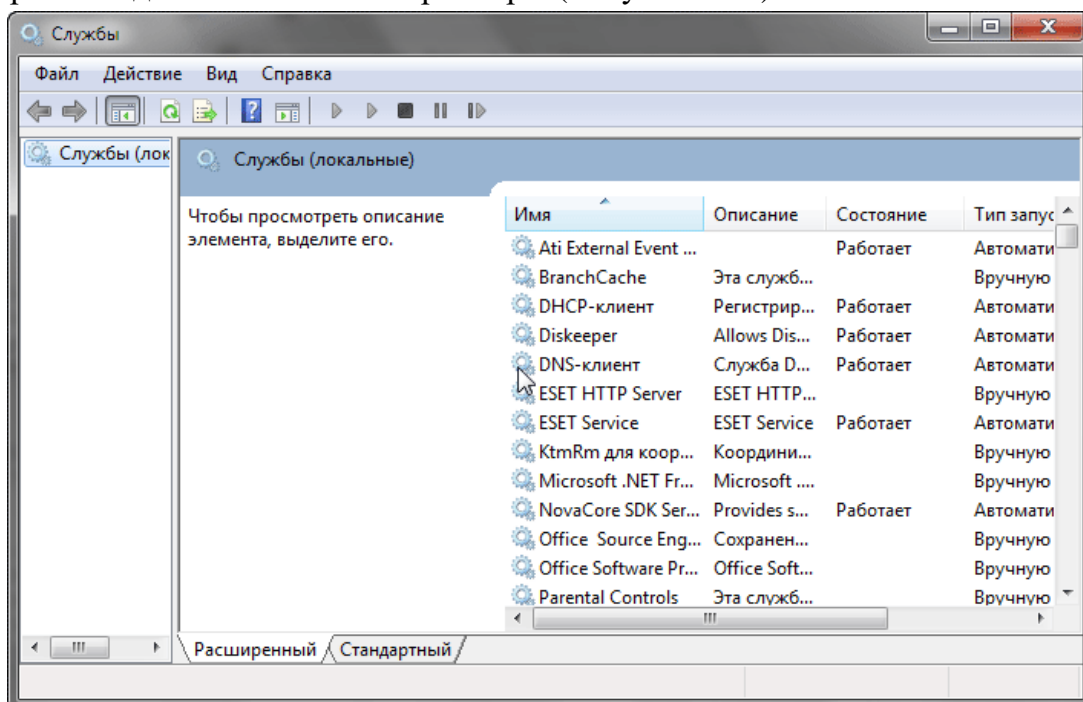 Службы
Файл Действие Вид Справка
Службы (лок
Службы (локальные)
Чтобы просмотреть описание
элемента, выделите его.
Имя Описание Состояние Тип запус
Ati External Event ... Работает Автомати
BranchCache Эта служб... Вручную
DHCP-клиент Регистрир... Работает Автомати
Diskeeper Allows Dis... Работает Автомати
DNS-клиент Служба D... Работает Автомати
ESET HTTP Server ESET HTTP... Вручную
ESET Service ESET Service Работает Автомати
KtmRm для коор... Координи... Вручную
Microsoft .NET Fr... Microsoft .... Вручную
NovaCore SDK Ser... Provides s... Работает Автомати
Office Source Eng... Сохранен... Вручную
Office Software Pr... Office Soft... Вручную
Parental Controls Эта служб... Вручную
Расширенный Стандартный